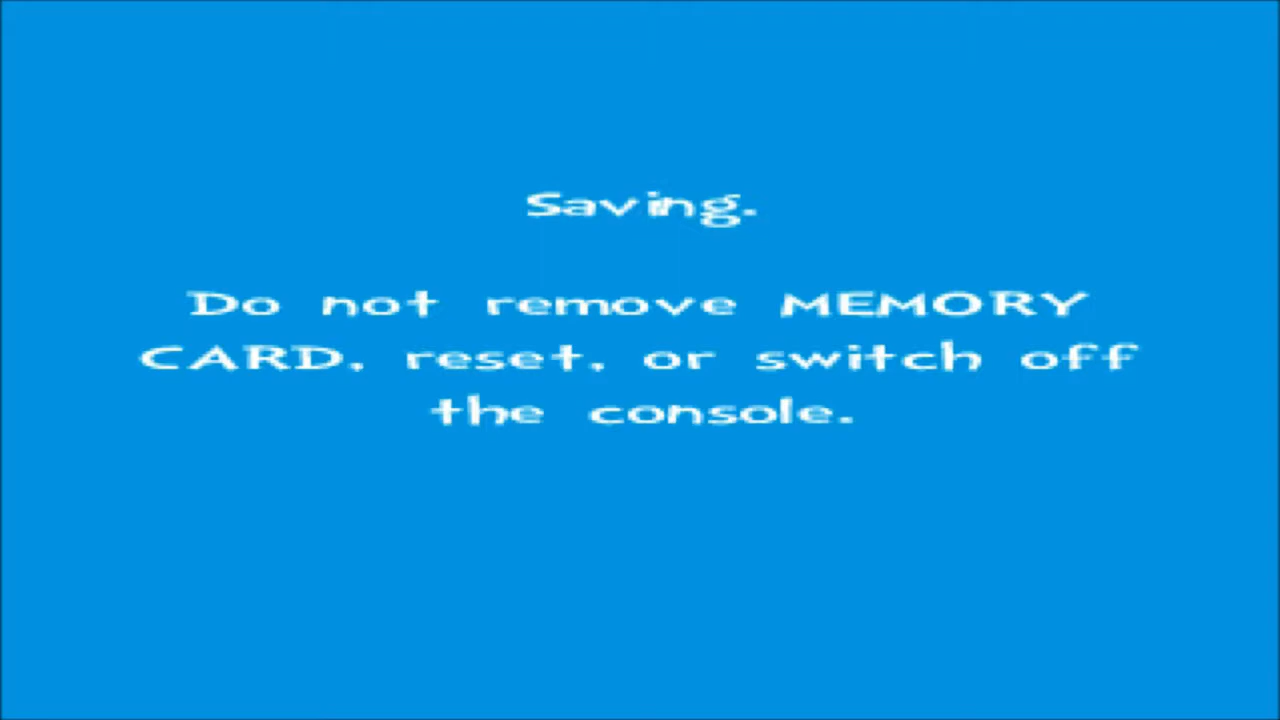 Saving.
Do not remove MEMORY
CARD, reset, or switch off
the console.